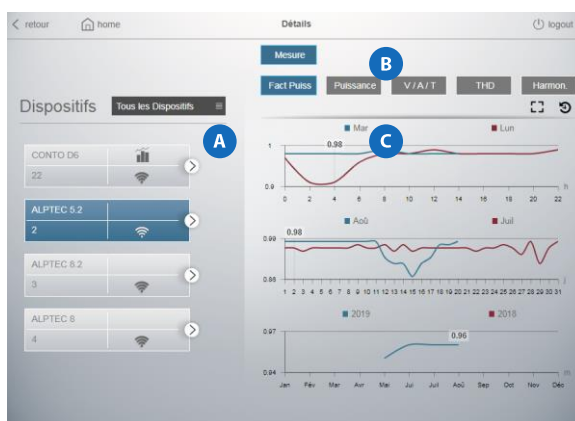 retour home Détails logout
Mesure
B
Fact Puiss Puissance V / A / T THD Harmon.
Dispositifs Tous les Dispositifs
A
C
Mar Lun
0.98
1
0.9
0 2 4 6 8 10 12 14 16 18 20 22 h
CONTO D6
22
ALPTEC 5.2
2
ALPTEC 8.2
3
ALPTEC 8
4
Aoû Juil
0.98
0.99
1 2 3 4 5 6 7 8 9 10 11 12 13 14 15 16 17 18 19 20 21 22 23 24 25 26 27 28 29 30 31 j
2019 2018
0.97
0.96
0.94
Jan Fév Mar Avr Mai Jui Juil Aoû Sep Oct Nov Déc m